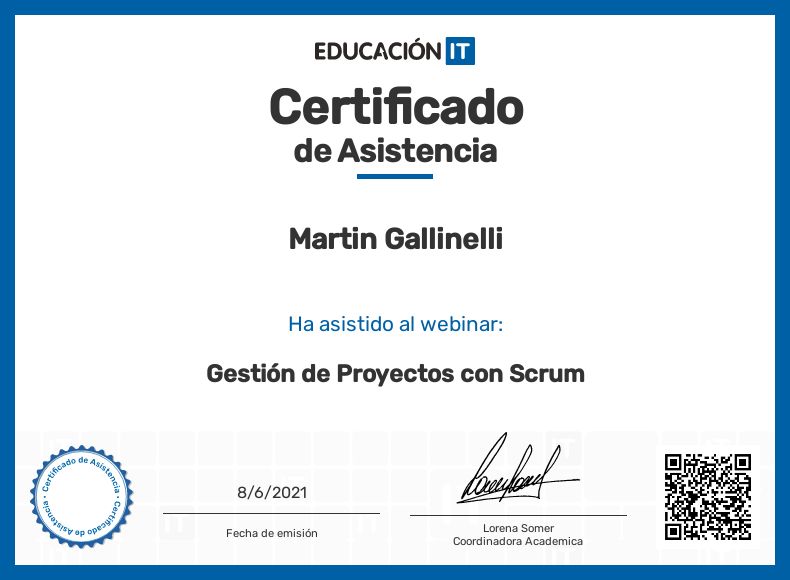 EDUCACIÓN IT
Certificado
de Asistencia
Martin Gallinelli
Ha asistido al webinar:
Gestión de Proyectos con Scrum
Certificado de Asistencia • Certificado de Asistencia •
8/6/2021
Fecha de emisión
Lorena Somer
Coordinadora Academica